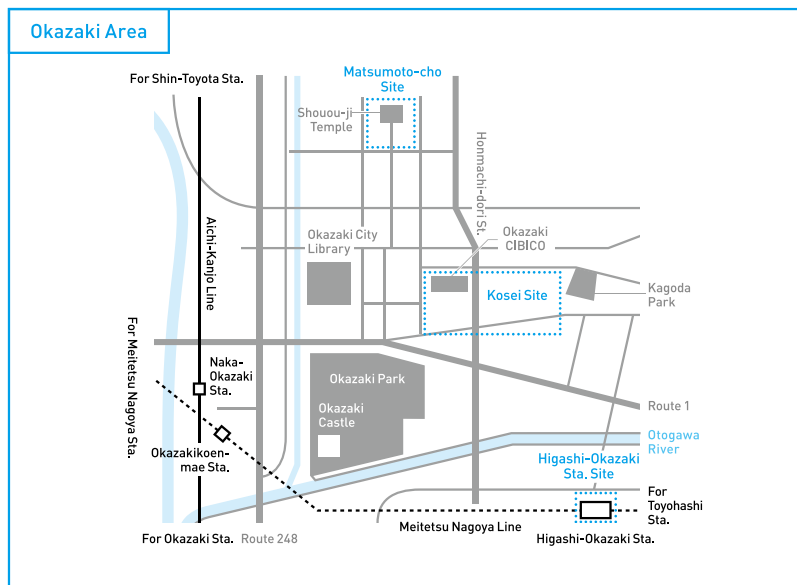 Okazaki Area
For Shin-Toyota Sta.
Matsumoto-cho
Site
Shouou-ji
Temple
Honmachi-dori St.
Aichi-Kanjo Line
Okazaki City
Library
Okazaki
CIBICO
Kosei Site
Kagoda
Park
For Meitetsu Nagoya Sta.
Naka-
Okazaki
Sta.
Okazaki Park
Okazaki
Castle
Route 1
Okazakikoen-
mae Sta.
Otogawa
River
Higashi-Okazaki
Sta. Site
For
Toyohashi
Sta.
Meitetsu Nagoya Line
For Okazaki Sta.
Route 248
Higashi-Okazaki Sta.